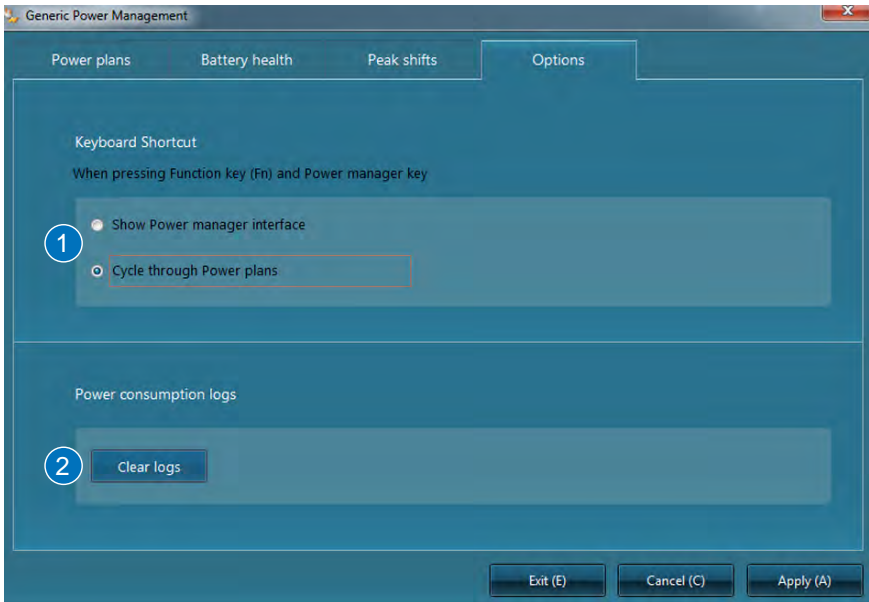 Generic Power Management
x
Power plans Battery health Peak shifts Options
Keyboard Shortcut
When pressing Function key (Fn) and Power manager key
1
Show Power manager interface
Cycle through Power plans
Power consumption logs
2
Clear logs
Exit (E) Cancel (C) Apply (A)